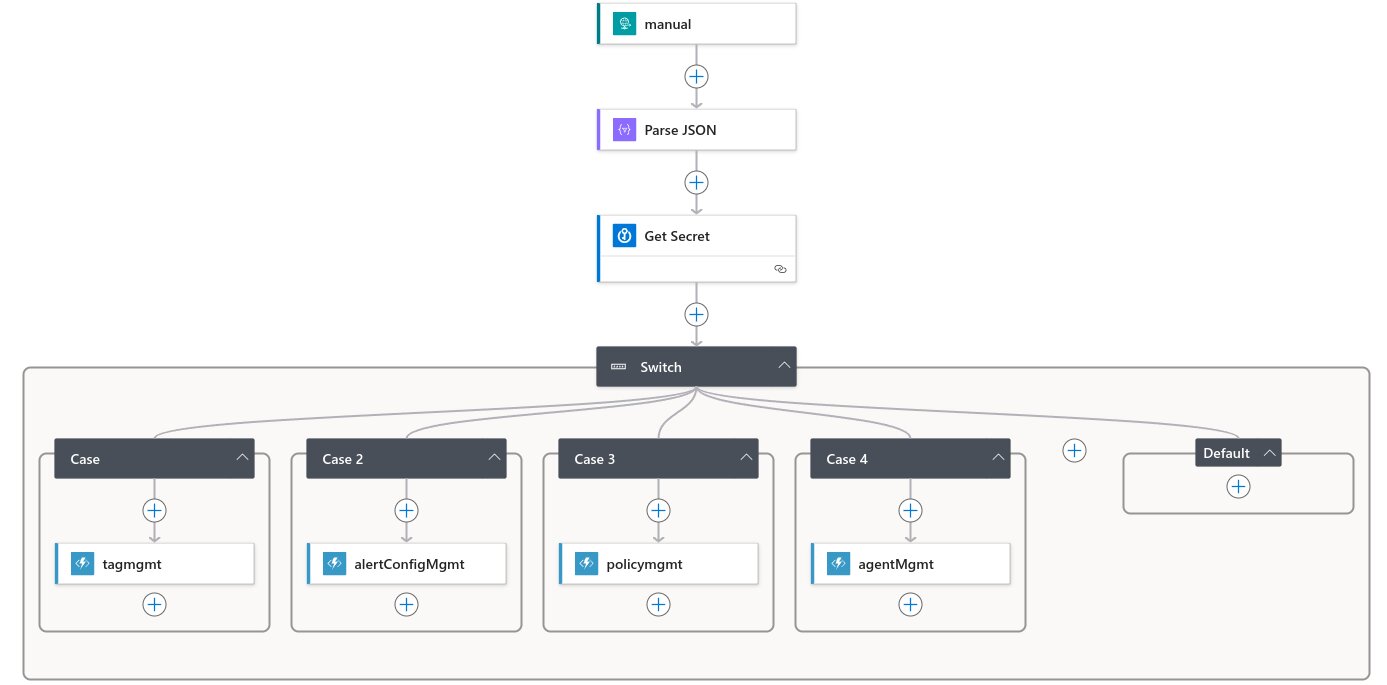 manual
Parse JSON
Get Secret
Switch
Case
Case 2
Case 3
Case 4
Default
tagmgmt
alertConfigMgmt
policymgmt
agentMgmt